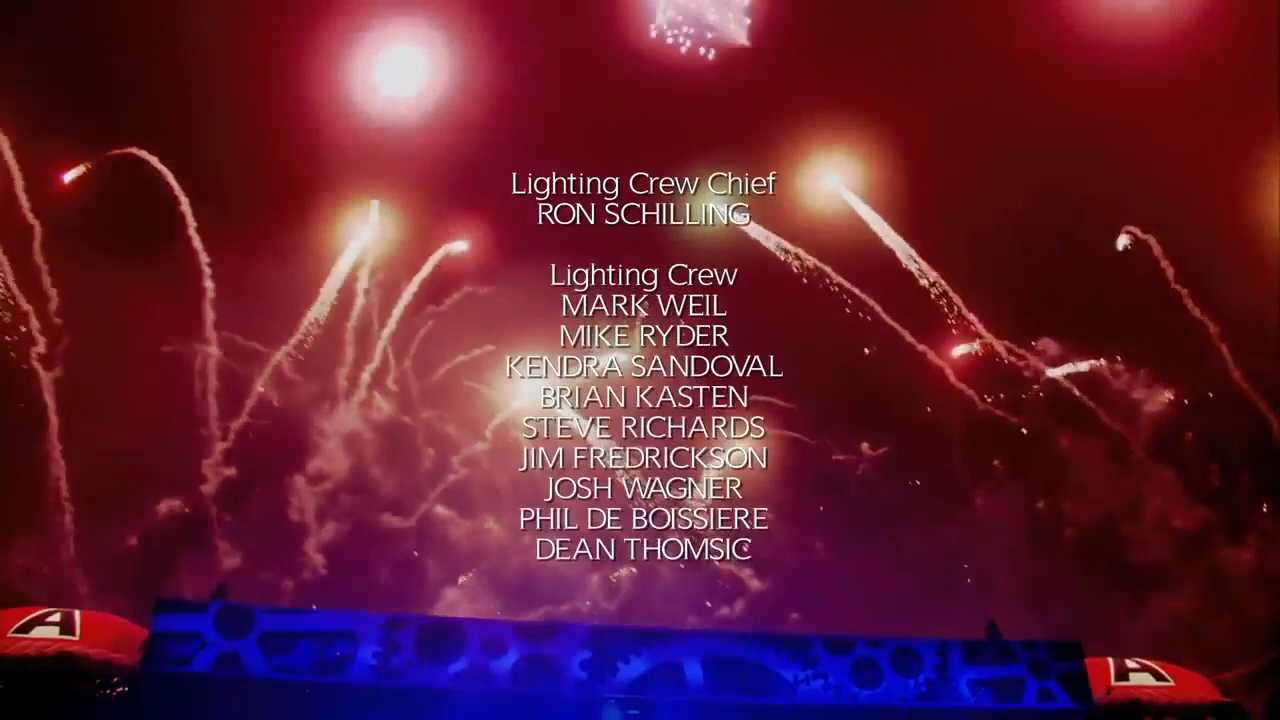 Lighting Crew Chief
RON SCHILLING
Lighting Crew
MARK WEIL
MIKE RYDER
KENDRA SANDOVAL
BRIAN KASTEN
STEVE RICHARDS
JIM FREDRICKSON
JOSH WAGNER
PHIL DE BOISSIERE
DEAN THOMSIC
A
A